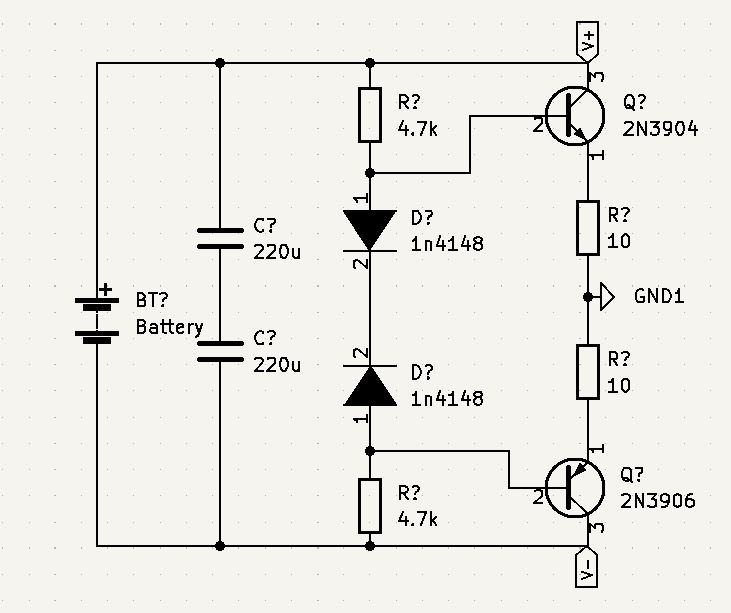 V+
3
R?
4.7k
2
Q?
2N3904
1
1
D?
1n4148
2
R?
10
C?
220u
+
BT?
Battery
GND1
C?
220u
2
D?
1n4148
1
R?
10
1
R?
4.7k
2
Q?
2N3906
3
V-